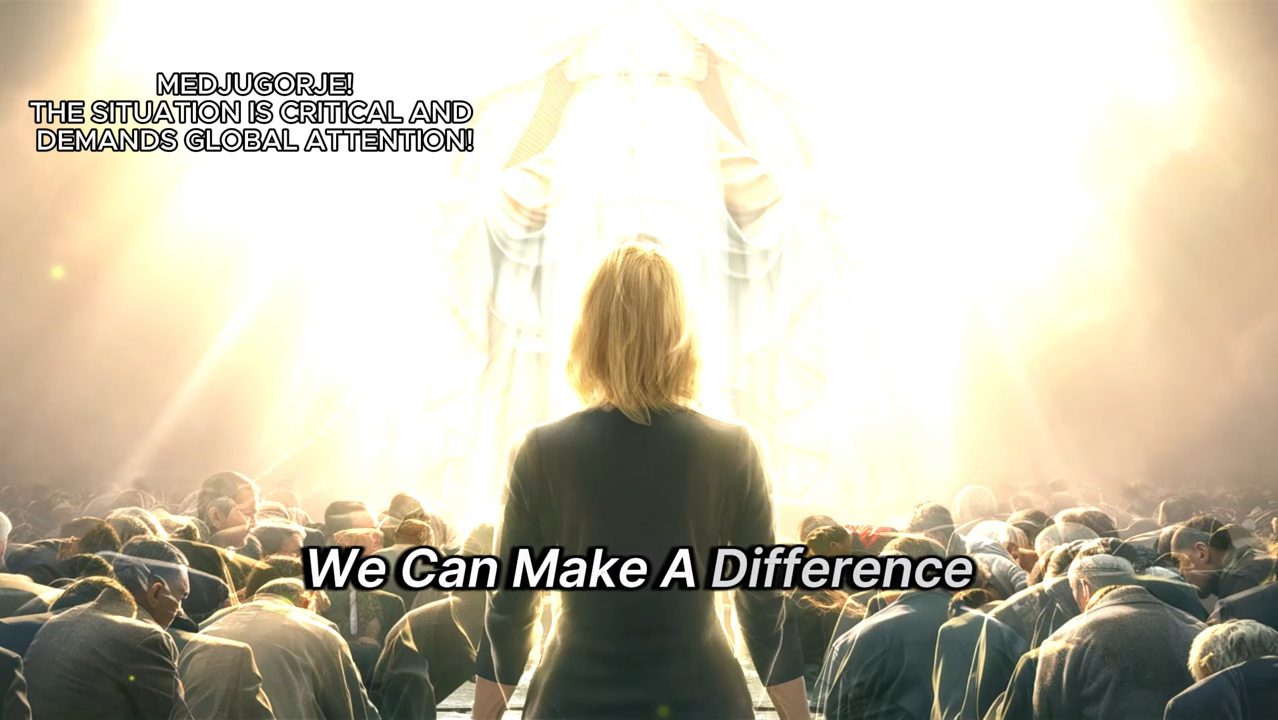 MEDJUGORJE!
THE SITUATION IS CRITICAL AND
DEMANDS GLOBAL ATTENTION!
We Can Make A Difference